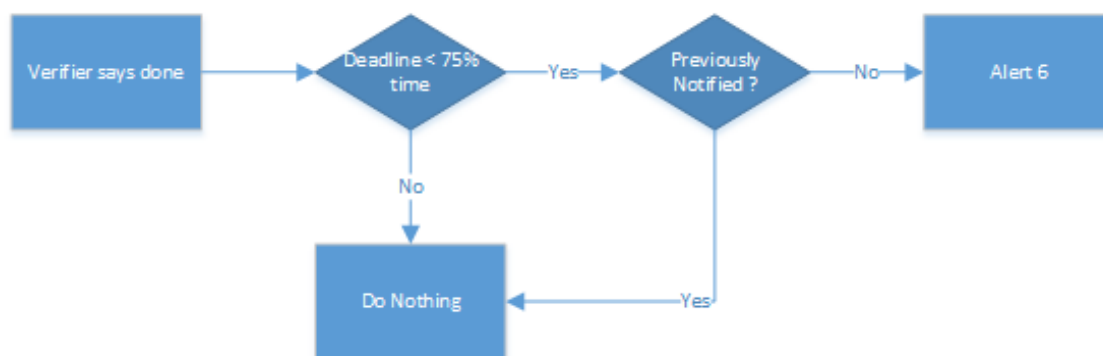 Verifier says done
Deadline < 75%
time
Yes
Previously
Notified ?
No
Alert 6
No
Do Nothing
Yes